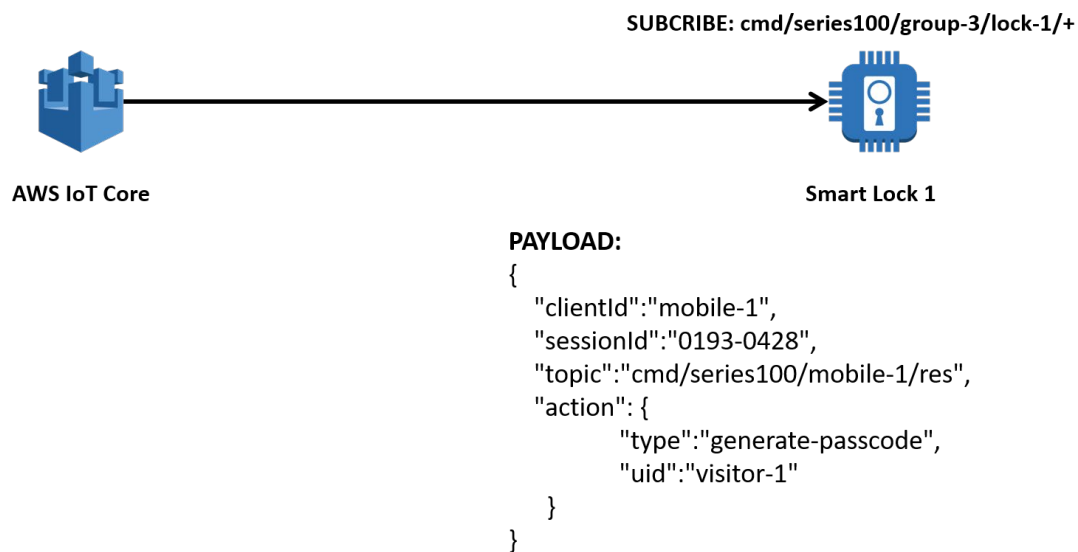 SUBCRIBE: cmd/series100/group-3/lock-1/+
AWS IoT Core
Smart Lock 1
PAYLOAD:
{
"clientId":"mobile-1",
"sessionId":"0193-0428",
"topic":"cmd/series100/mobile-1/res",
"action": {
"type":"generate-passcode",
"uid":"visitor-1"
}
}